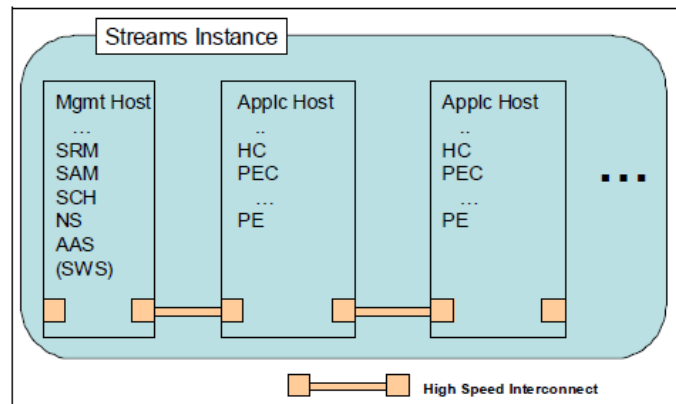 Streams Instance
Mgmt Host
...
SRM
SAM
SCH
NS
AAS
(SWS)
Applc Host
..
HC
PEC
...
PE
Applc Host
..
HC
PEC
...
PE
...
High Speed Interconnect